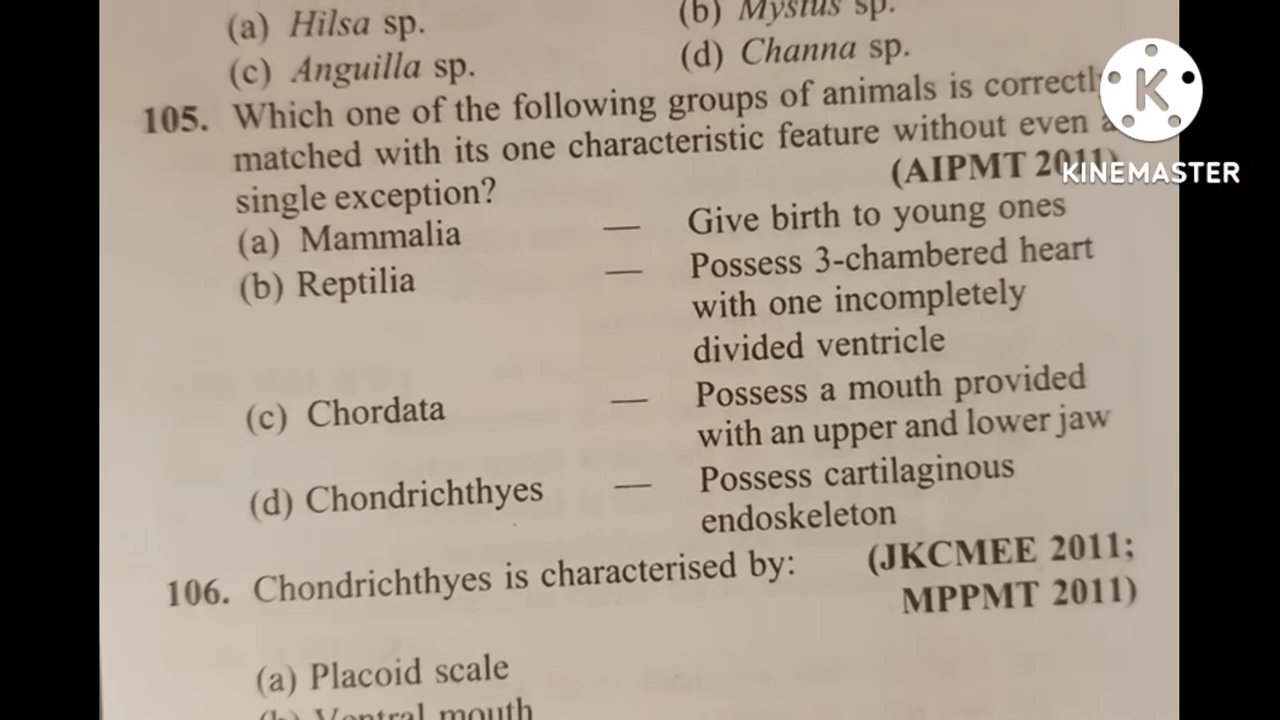 (a) Hilsa sp. (b) Mystus sp.
(c) Anguilla sp. (d) Channa sp.
105. Which one of the following groups of animals is correctl
matched with its one characteristic feature without even a
single exception? (AIPMT 2011)
(a) Mammalia — Give birth to young ones
(b) Reptilia — Possess 3-chambered heart
with one incompletely
divided ventricle
(c) Chordata — Possess a mouth provided
with an upper and lower jaw
(d) Chondrichthyes — Possess cartilaginous
endoskeleton
106. Chondrichthyes is characterised by: (JKCMEE 2011;
MPPMT 2011)
(a) Placoid scale
(b) Ventral mouth
K
KINEMASTER